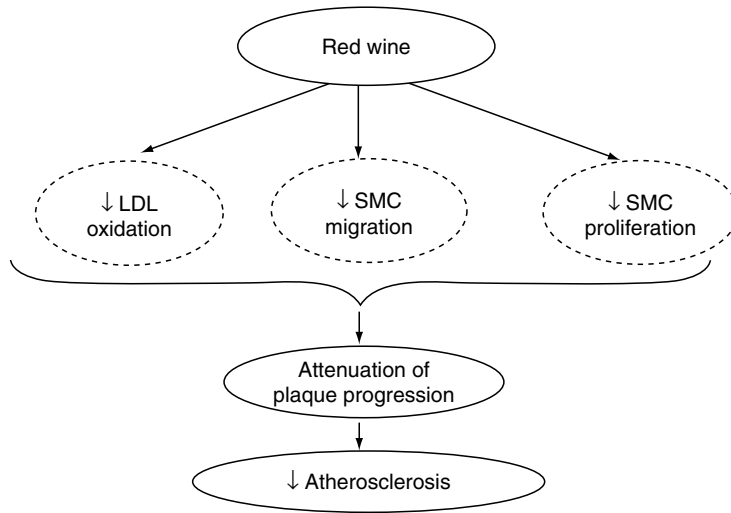 Red wine
↓ LDL
oxidation
↓ SMC
migration
↓ SMC
proliferation
Attenuation of
plaque progression
↓ Atherosclerosis